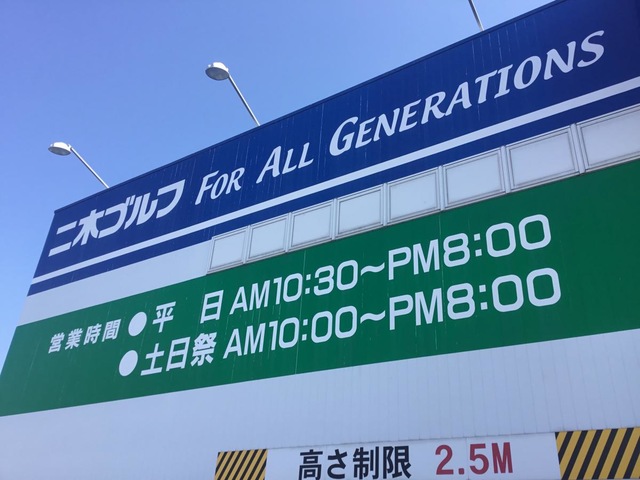 二木ゴルフ FOR ALL GENERATIONS
営業時間 ●平 日 AM10:30〜PM8:00
●土日祭 AM10:00〜PM8:00
高さ制限 2.5M